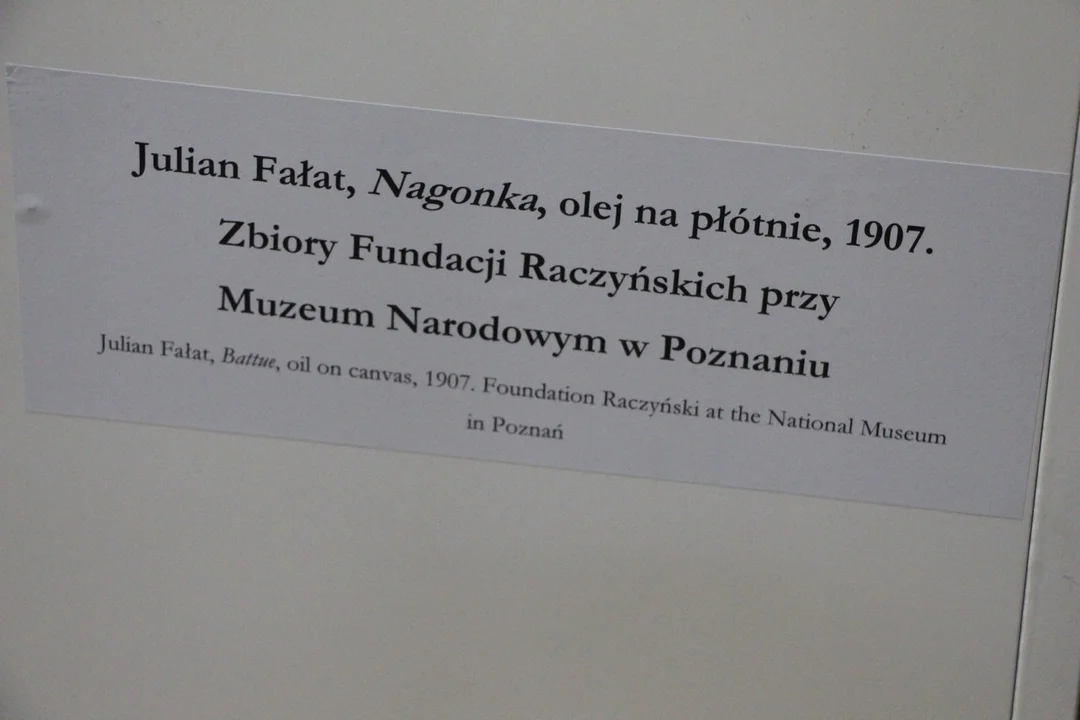 Julian Fałat, Nagonka, olej na płótnie, 1907.
Zbiory Fundacji Raczyńskich przy
Muzeum Narodowym w Poznaniu
Julian Fałat, Battue, oil on canvas, 1907. Foundation Raczyński at the National Museum
in Poznań